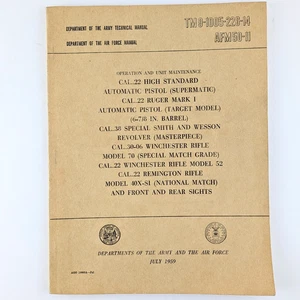 DEPARTMENT OF THE ARMY TECHNICAL MANUAL
TM 9-1005-220-14
DEPARTMENT OF THE AIR FORCE MANUAL
AFM 50-11
OPERATION AND UNIT MAINTENANCE
CAL..22 HIGH STANDARD
AUTOMATIC PISTOL (SUPERMATIC)
CAL..22 RUGER MARK I
AUTOMATIC PISTOL (TARGET MODEL)
(6-7/8 IN. BARREL)
CAL..38 SPECIAL SMITH AND WESSON
REVOLVER (MASTERPIECE)
CAL..30-06 WINCHESTER RIFLE
MODEL 70 (SPECIAL MATCH GRADE)
CAL..22 WINCHESTER RIFLE MODEL 52
CAL..22 REMINGTON RIFLE
MODEL 40X-S1 (NATIONAL MATCH)
AND FRONT AND REAR SIGHTS
DEPARTMENTS OF THE ARMY AND THE AIR FORCE
JULY 1989